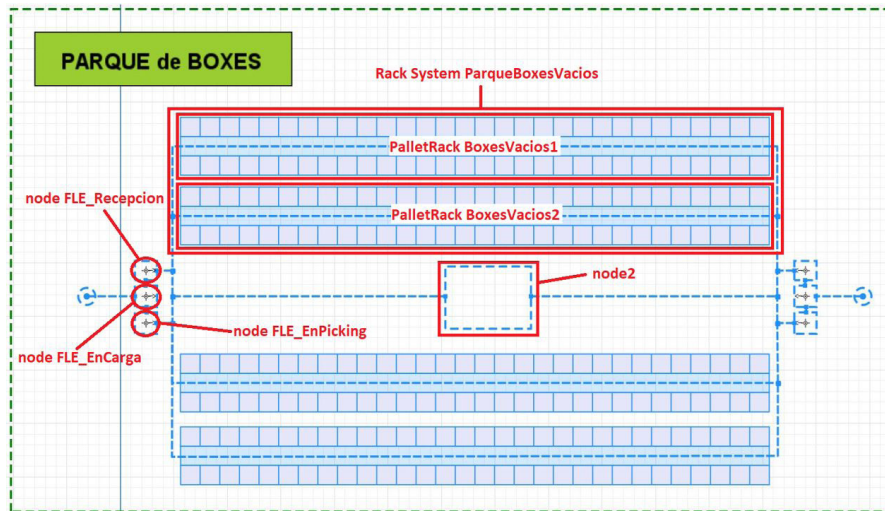 PARQUE de BOXES
Rack System ParqueBoxesVacios
PalletRack BoxesVacios1
node FLE_Recepcion
PalletRack BoxesVacios2
node2
node FLE_EnPicking
node FLE_EnCarga